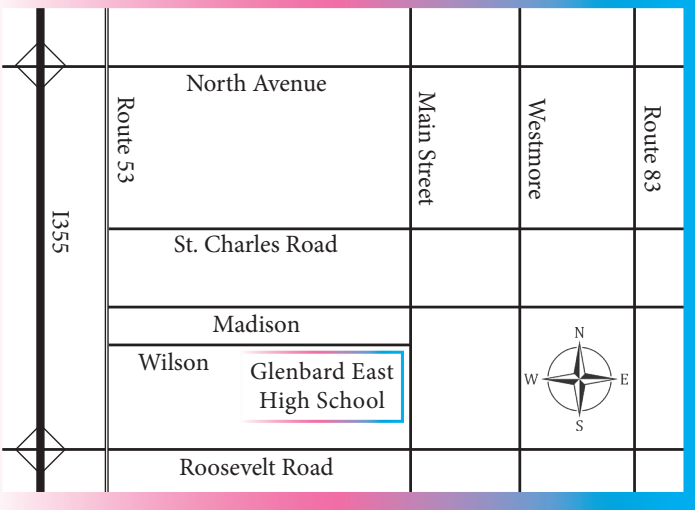 North Avenue
Route 53
Main Street
Westmore
Route 83
I355
St. Charles Road
Madison
Wilson
Glenbard East
High School
N
W
E
S
Roosevelt Road